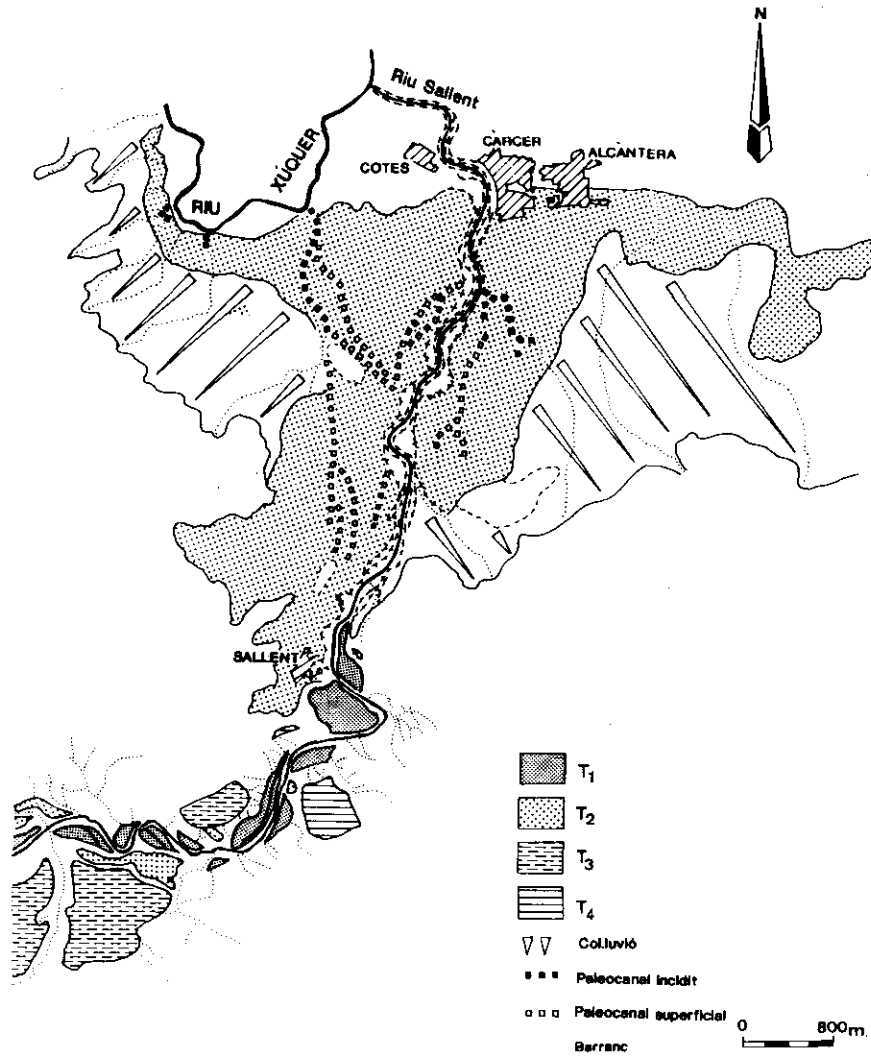 N
Riu Sallent
XUQUER
RIU
COTES
CARCER
ALCANTERA
SALLENT
T1
T2
T3
T4
Col.luvió
Paleocanal incidit
Paleocanal superficial
Barranc
0 800m.